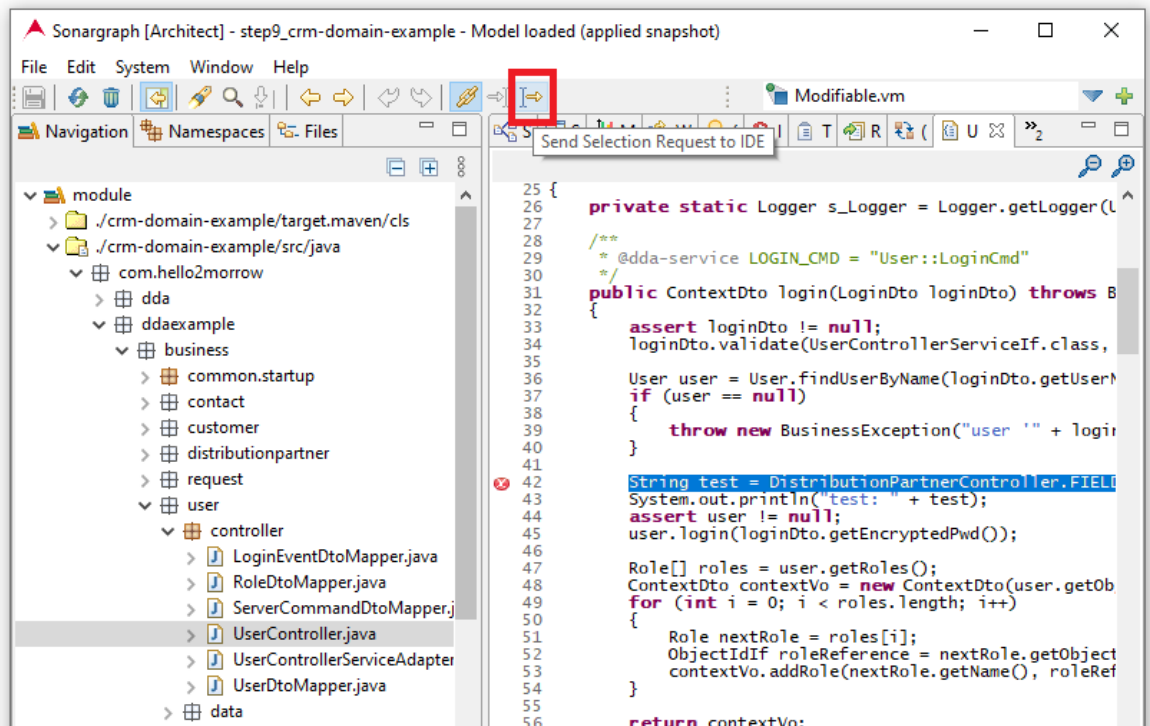 Sonargraph [Architect] - step9_crm-domain-example - Model loaded (applied snapshot)
File Edit System Window Help
Modifiable.vm
Navigation Namespaces Files
T R ( U 2
Send Selection Request to IDE
module
./crm-domain-example/target.maven/cls
./crm-domain-example/src/java
com.hello2morrow
dda
ddaexample
business
common.startup
contact
customer
distributionpartner
request
user
controller
LoginEventDtoMapper.java
RoleDtoMapper.java
ServerCommandDtoMapper.j
UserController.java
UserControllerServiceAdapter
UserDtoMapper.java
data
25 {
26 private static Logger s_Logger = Logger.getLogger(U
27
28 /**
29 * @dda-service LOGIN_CMD = "User::LoginCmd"
30 */
31 public ContextDto login(LoginDto loginDto) throws B
32 {
33 assert loginDto != null;
34 loginDto.validate(UserControllerServiceIf.class,
35
36 User user = User.findUserByName(loginDto.getUserN
37 if (user == null)
38 {
39 throw new BusinessException("user '" + login
40 }
41
42 String test = DistributionPartnerController.FIELD
43 System.out.println("test: " + test);
44 assert user != null;
45 user.login(loginDto.getEncryptedPwd());
46
47 Role[] roles = user.getRoles();
48 ContextDto contextVo = new ContextDto(user.getOb
49 for (int i = 0; i < roles.length; i++)
50 {
51 Role nextRole = roles[i];
52 ObjectIdIf roleReference = nextRole.getObject
53 contextVo.addRole(nextRole.getName(), roleRef
54 }
55
56 return contextVo;